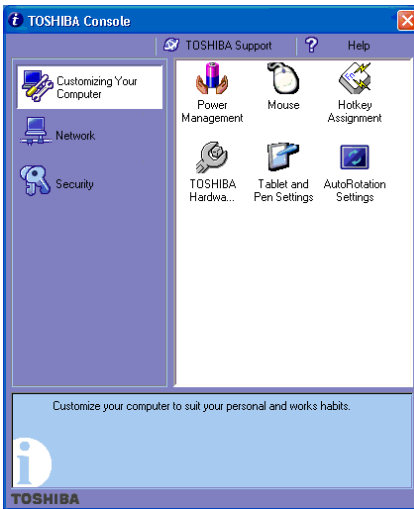 TOSHIBA Console
TOSHIBA Support
? Help
Customizing Your
Computer
Network
Security
Power
Management
Mouse
Hotkey
Assignment
TOSHIBA
Hardwa...
Tablet and
Pen Settings
AutoRotation
Settings
Customize your computer to suit your personal and works habits.
TOSHIBA